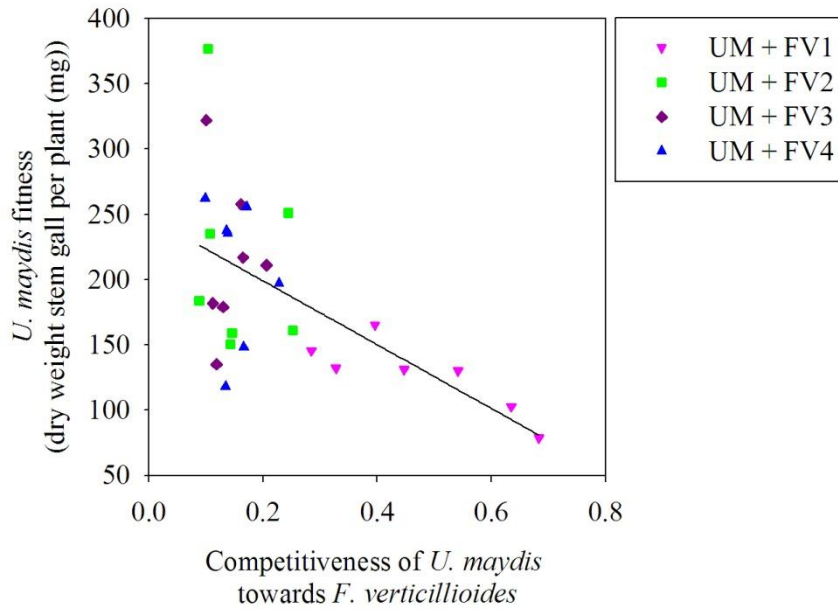 400
350
300
250
200
150
100
50
U. maydis fitness
(dry weight stem gall per plant (mg))
0.0 0.2 0.4 0.6 0.8
Competitiveness of U. maydis
towards F. verticillioides
UM + FV1
UM + FV2
UM + FV3
UM + FV4